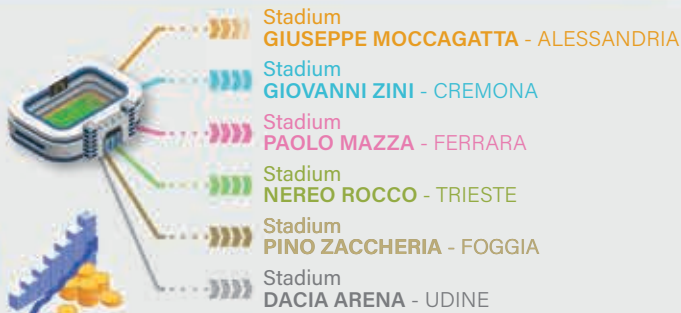 Stadium
GIUSEPPE MOCCAGATTA - ALESSANDRIA
Stadium
GIOVANNI ZINI - CREMONA
Stadium
PAOLO MAZZA - FERRARA
Stadium
NEREO ROCCO - TRIESTE
Stadium
PINO ZACCHERIA - FOGGIA
Stadium
DACIA ARENA - UDINE